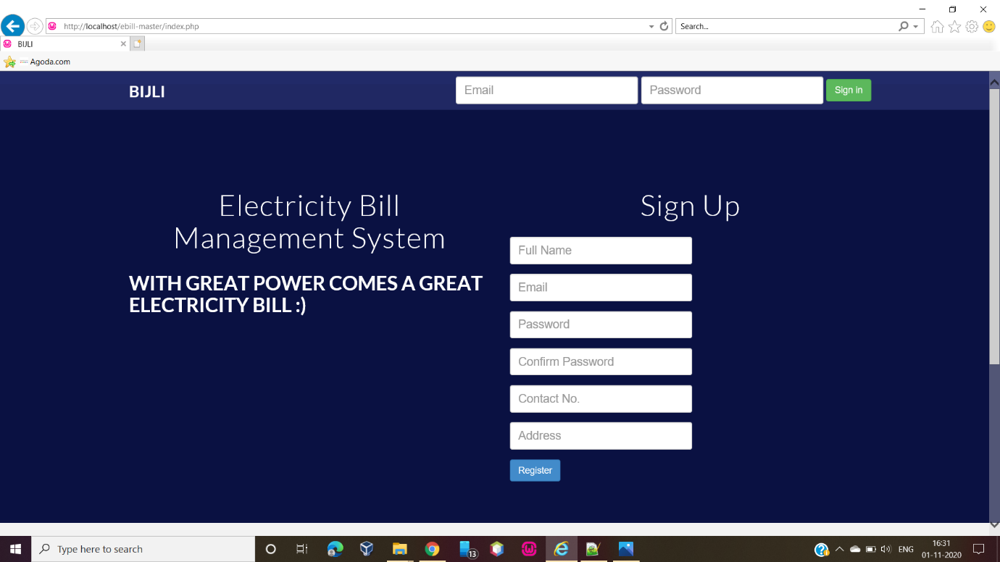 http://localhost/ebill-master/index.php
Search...
BIJLI
Agoda.com
BIJLI
Email
Password
Sign in
Electricity Bill
Management System
WITH GREAT POWER COMES A GREAT
ELECTRICITY BILL :)
Sign Up
Full Name
Email
Password
Confirm Password
Contact No.
Address
Register
Type here to search
13
ENG
16:31
01-11-2020